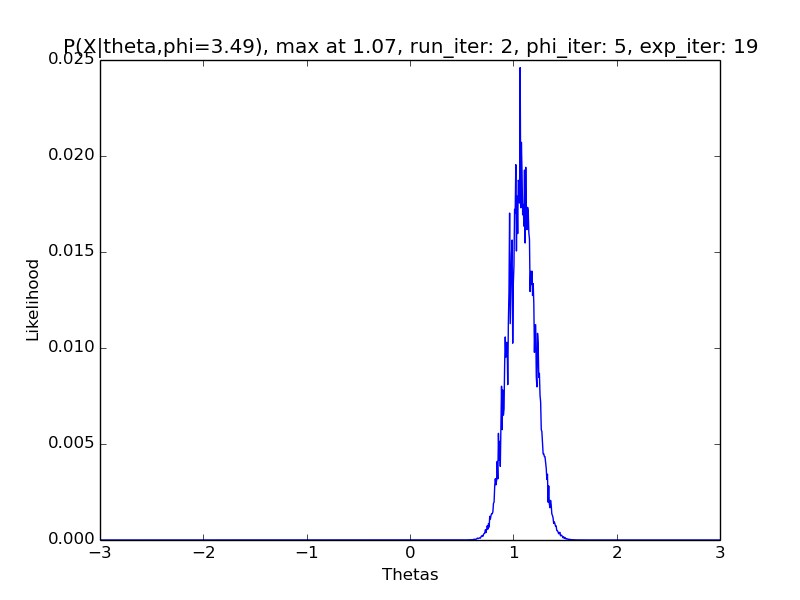 P(X|theta,phi=3.49), max at 1.07, run_iter: 2, phi_iter: 5, exp_iter: 19
0.025
0.020
0.015
0.010
0.005
0.000
Likelihood
−3 −2 −1 0 1 2 3
Thetas